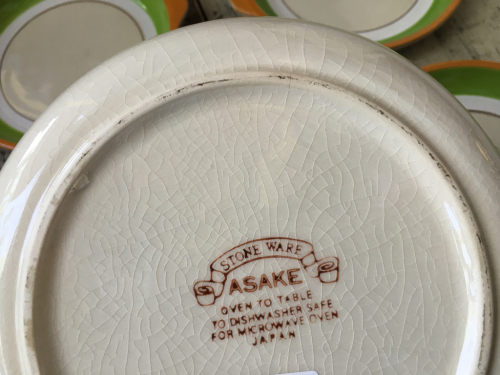 STONE WARE
ASAKE
OVEN TO TABLE
TO DISHWASHER SAFE
FOR MICROWAVE OVEN
JAPAN